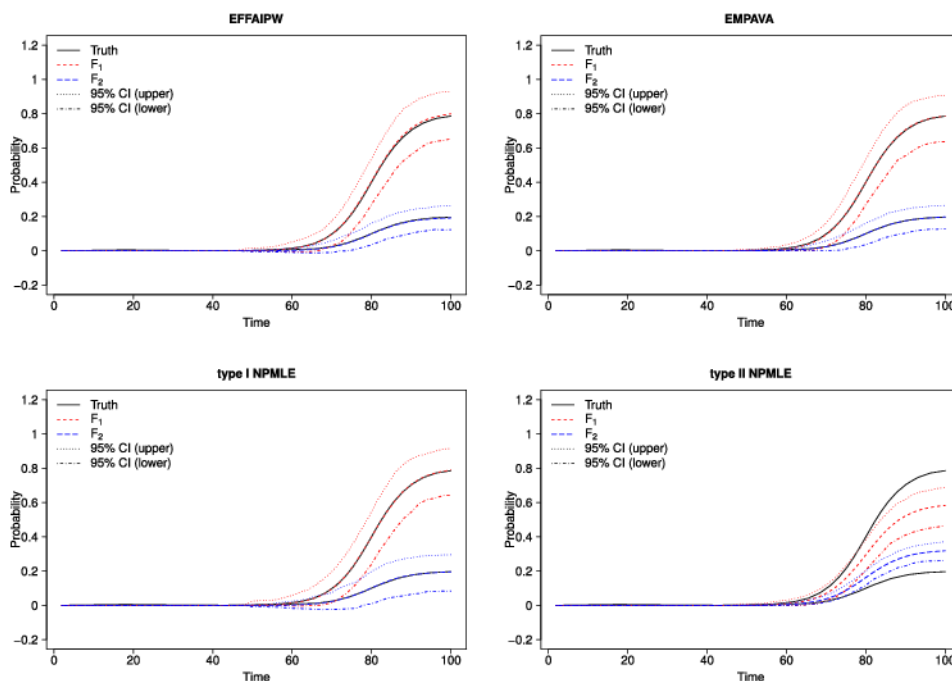 EFFAIPW
1.2
1
0.8
0.6
0.4
0.2
0
−0.2
Probability
Truth
F1
F2
95% CI (upper)
95% CI (lower)
0 20 40 60 80 100
Time
EMPAVA
1.2
1
0.8
0.6
0.4
0.2
0
−0.2
Probability
Truth
F1
F2
95% CI (upper)
95% CI (lower)
0 20 40 60 80 100
Time
type I NPMLE
1.2
1
0.8
0.6
0.4
0.2
0
−0.2
Probability
Truth
F1
F2
95% CI (upper)
95% CI (lower)
0 20 40 60 80 100
Time
type II NPMLE
1.2
1
0.8
0.6
0.4
0.2
0
−0.2
Probability
Truth
F1
F2
95% CI (upper)
95% CI (lower)
0 20 40 60 80 100
Time